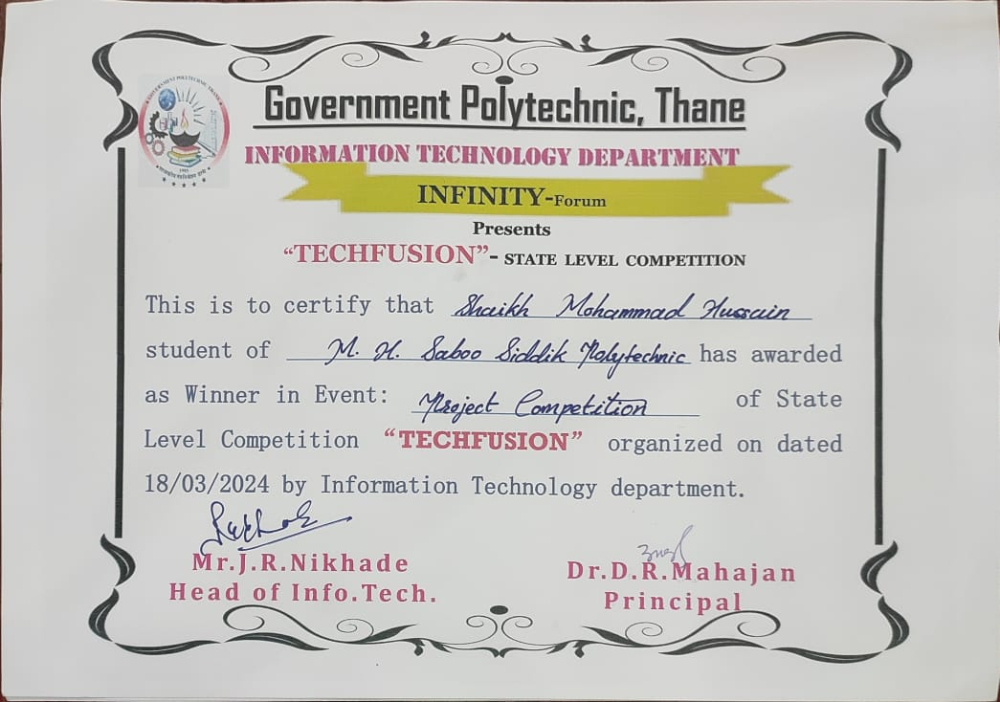 GOVERNMENT POLYTECHNIC THANE
Government Polytechnic, Thane
INFORMATION TECHNOLOGY DEPARTMENT
INFINITY-Forum
Presents
“TECHFUSION”- STATE LEVEL COMPETITION
This is to certify that Shaikh Mohammad Hussain
student of M. H. Saboo Siddik Polytechnic has awarded
as Winner in Event: Project Competition of State
Level Competition “TECHFUSION” organized on dated
18/03/2024 by Information Technology department.
Mr.J.R.Nikhade
Head of Info.Tech.
Dr.D.R.Mahajan
Principal